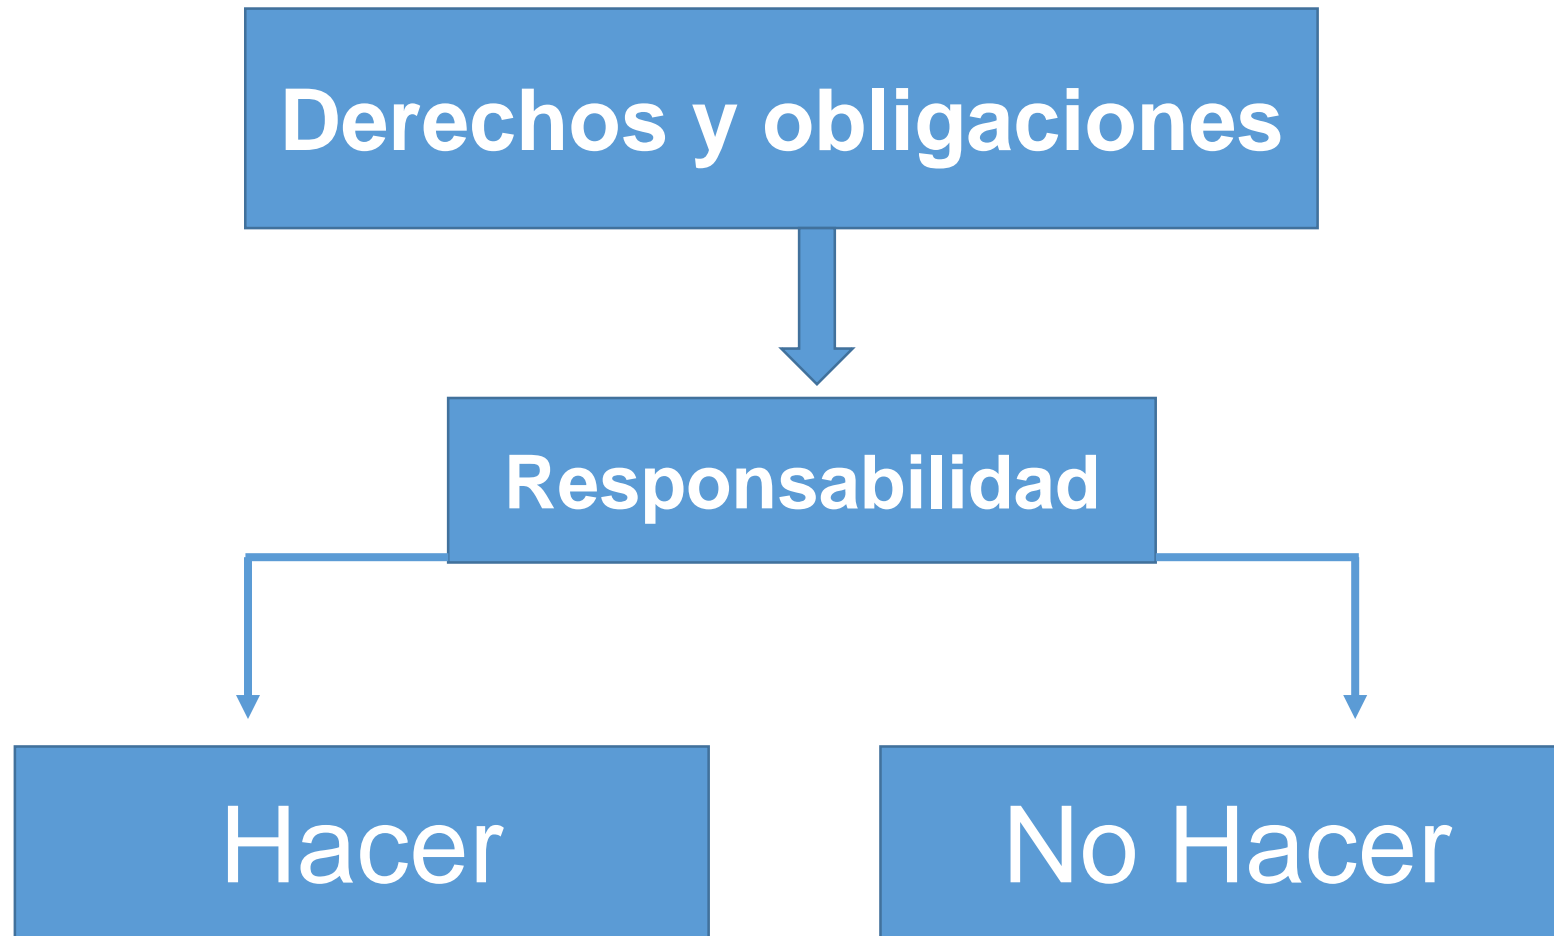 Derechos y obligaciones
Responsabilidad
Hacer
No Hacer